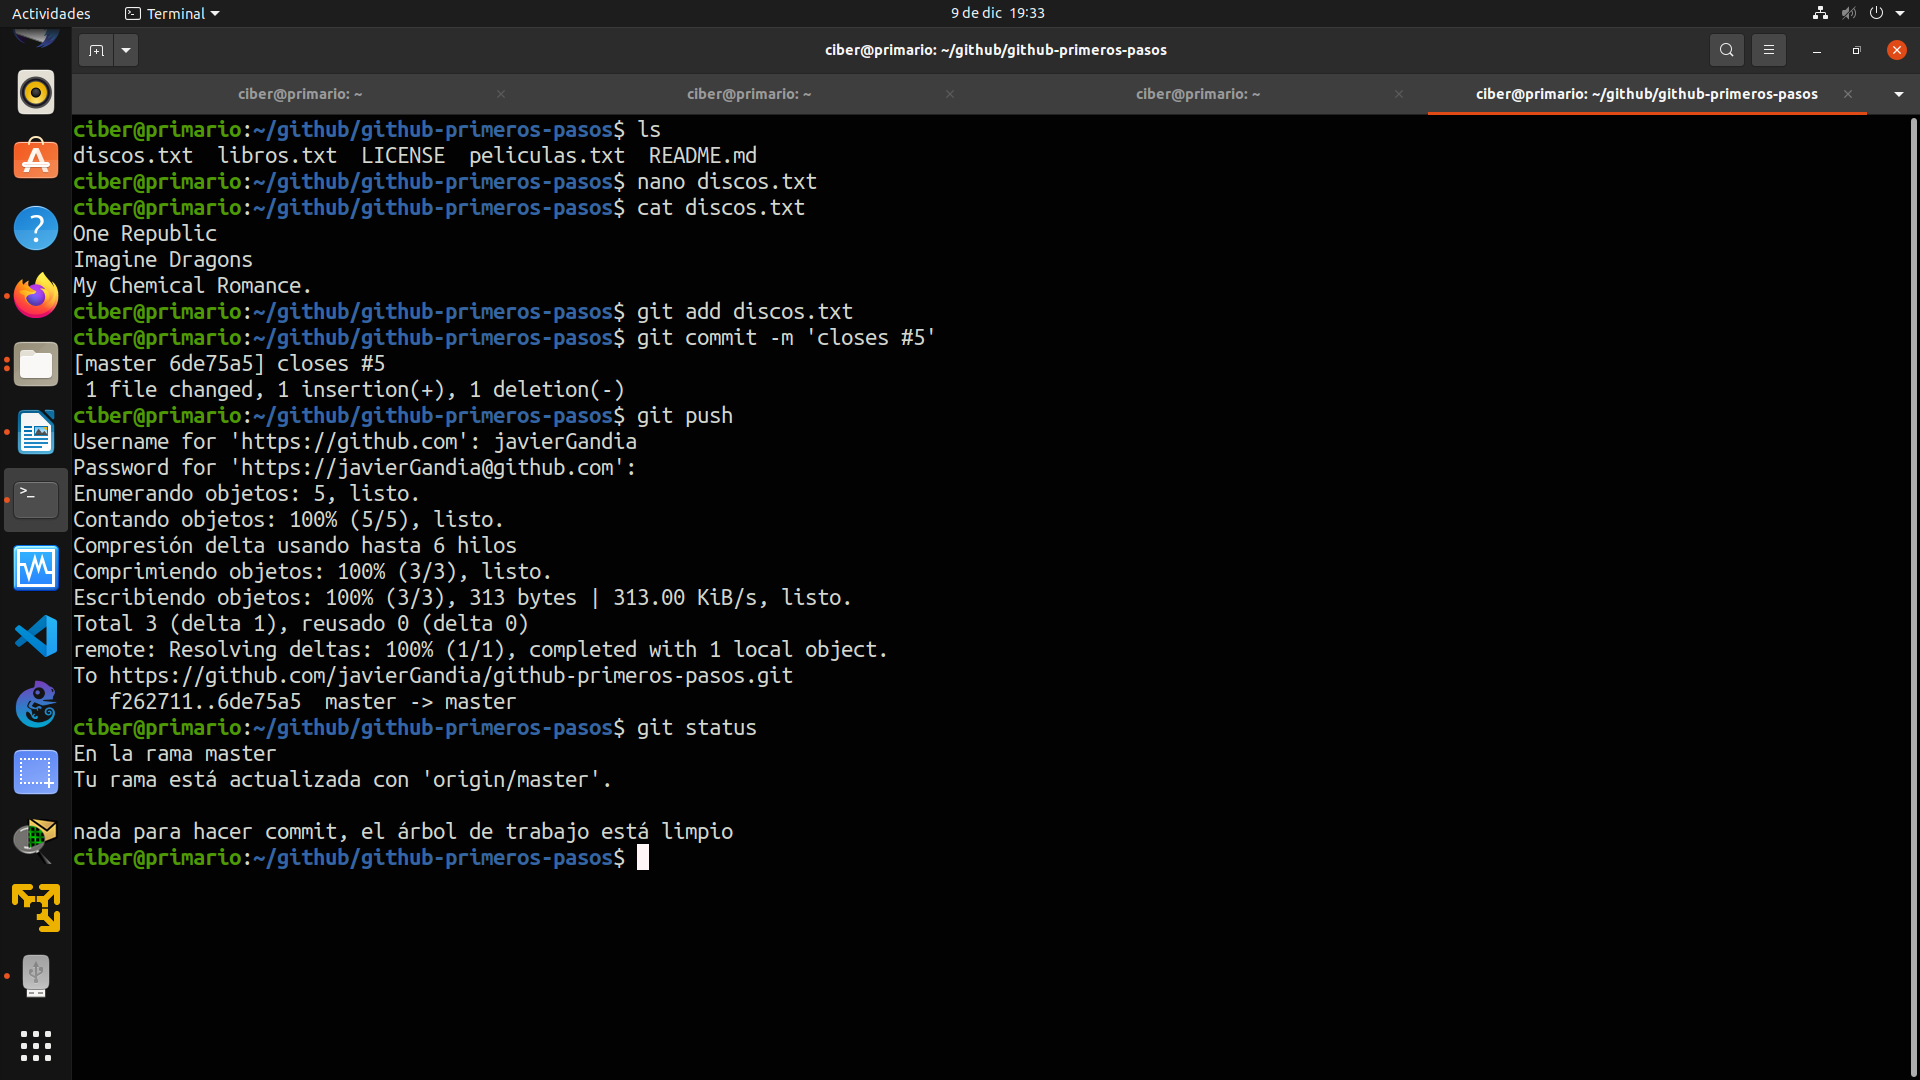 Actividades Terminal 9 de dic 19:33
ciber@primario: ~/github/github-primeros-pasos
ciber@primario: ~ ciber@primario: ~ ciber@primario: ~ ciber@primario: ~/github/github-primeros-pasos
ciber@primario:~/github/github-primeros-pasos$ ls
discos.txt  libros.txt  LICENSE  peliculas.txt  README.md
ciber@primario:~/github/github-primeros-pasos$ nano discos.txt
ciber@primario:~/github/github-primeros-pasos$ cat discos.txt
One Republic
Imagine Dragons
My Chemical Romance.
ciber@primario:~/github/github-primeros-pasos$ git add discos.txt
ciber@primario:~/github/github-primeros-pasos$ git commit -m 'closes #5'
[master 6de75a5] closes #5
 1 file changed, 1 insertion(+), 1 deletion(-)
ciber@primario:~/github/github-primeros-pasos$ git push
Username for 'https://github.com': javierGandia
Password for 'https://javierGandia@github.com':
Enumerando objetos: 5, listo.
Contando objetos: 100% (5/5), listo.
Compresión delta usando hasta 6 hilos
Comprimiendo objetos: 100% (3/3), listo.
Escribiendo objetos: 100% (3/3), 313 bytes | 313.00 KiB/s, listo.
Total 3 (delta 1), reusado 0 (delta 0)
remote: Resolving deltas: 100% (1/1), completed with 1 local object.
To https://github.com/javierGandia/github-primeros-pasos.git
   f262711..6de75a5  master -> master
ciber@primario:~/github/github-primeros-pasos$ git status
En la rama master
Tu rama está actualizada con 'origin/master'.
nada para hacer commit, el árbol de trabajo está limpio
ciber@primario:~/github/github-primeros-pasos$